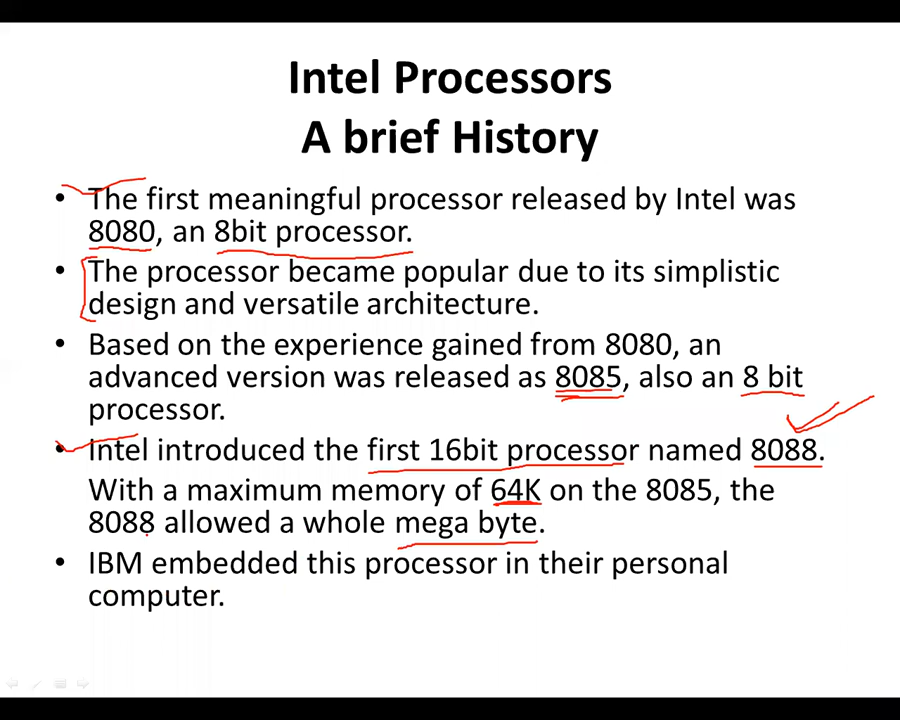 Intel Processors
A brief History
• The first meaningful processor released by Intel was
8080, an 8bit processor.
• The processor became popular due to its simplistic
design and versatile architecture.
• Based on the experience gained from 8080, an
advanced version was released as 8085, also an 8 bit
processor.
• Intel introduced the first 16bit processor named 8088.
With a maximum memory of 64K on the 8085, the
8088 allowed a whole mega byte.
• IBM embedded this processor in their personal
computer.